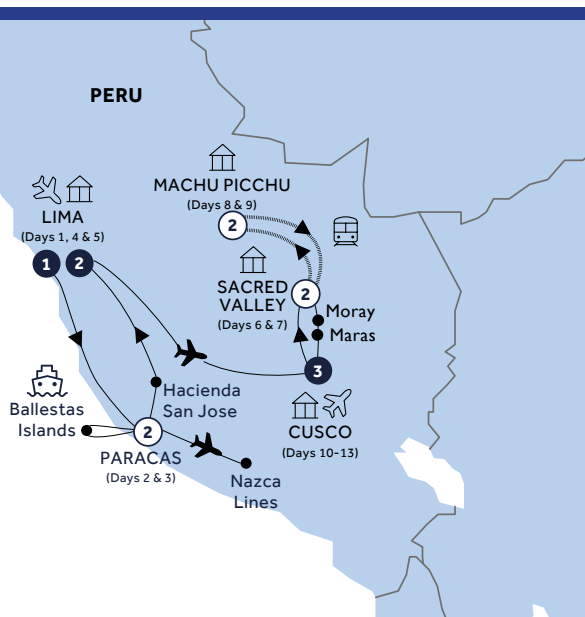 PERU
MACHU PICCHU
(Days 8 & 9)
2
LIMA
(Days 1, 4 & 5)
1
2
SACRED
VALLEY
(Days 6 & 7)
2
Moray
Maras
3
CUSCO
(Days 10-13)
Hacienda
San Jose
Ballestas
Islands
2
PARACAS
(Days 2 & 3)
Nazca
Lines